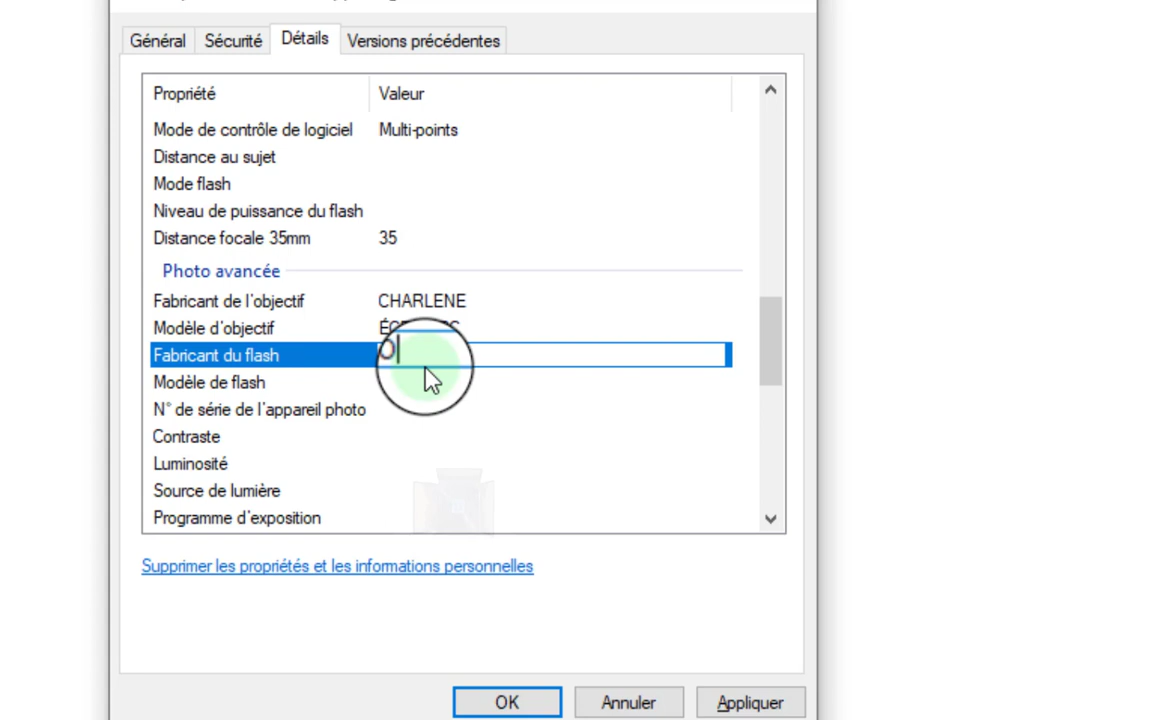 Général Sécurité Détails Versions précédentes
Propriété Valeur
Mode de contrôle de logiciel Multi-points
Distance au sujet
Mode flash
Niveau de puissance du flash
Distance focale 35mm 35
Photo avancée
Fabricant de l'objectif CHARLENE
Modèle d'objectif
Fabricant du flash O
Modèle de flash
N° de série de l'appareil photo
Contraste
Luminosité
Source de lumière
Programme d'exposition
Supprimer les propriétés et les informations personnelles
OK Annuler Appliquer